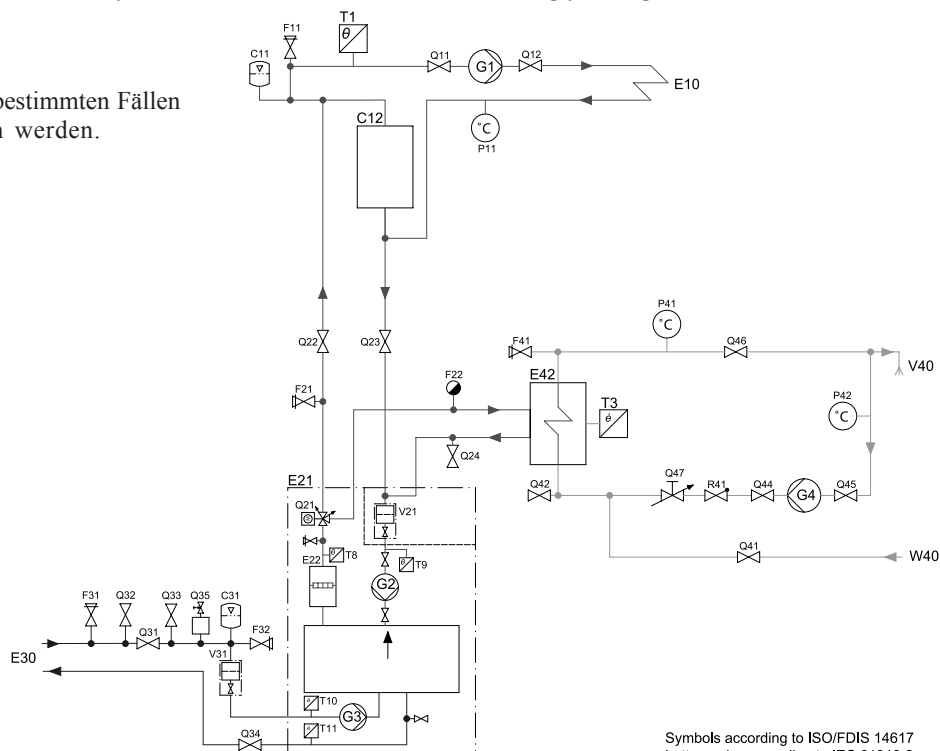 bestimmten Fällen
n werden.
F11
T1
θ
C11
Q11
G1
Q12
E10
C12
°C
P11
Q22
Q23
P41
°C
F41
Q46
V40
F21
F22
E42
T3
è
P42
°C
Q24
Q47
Q42
R41
Q44
G4
Q45
E21
Q21
V21
Q41
W40
T8
E22
θ
T9
G2
F31
Q32
Q33
Q35
C31
Q31
F32
E30
V31
T10
G3
T11
Q34
Symbols according to ISO/FDIS 14617